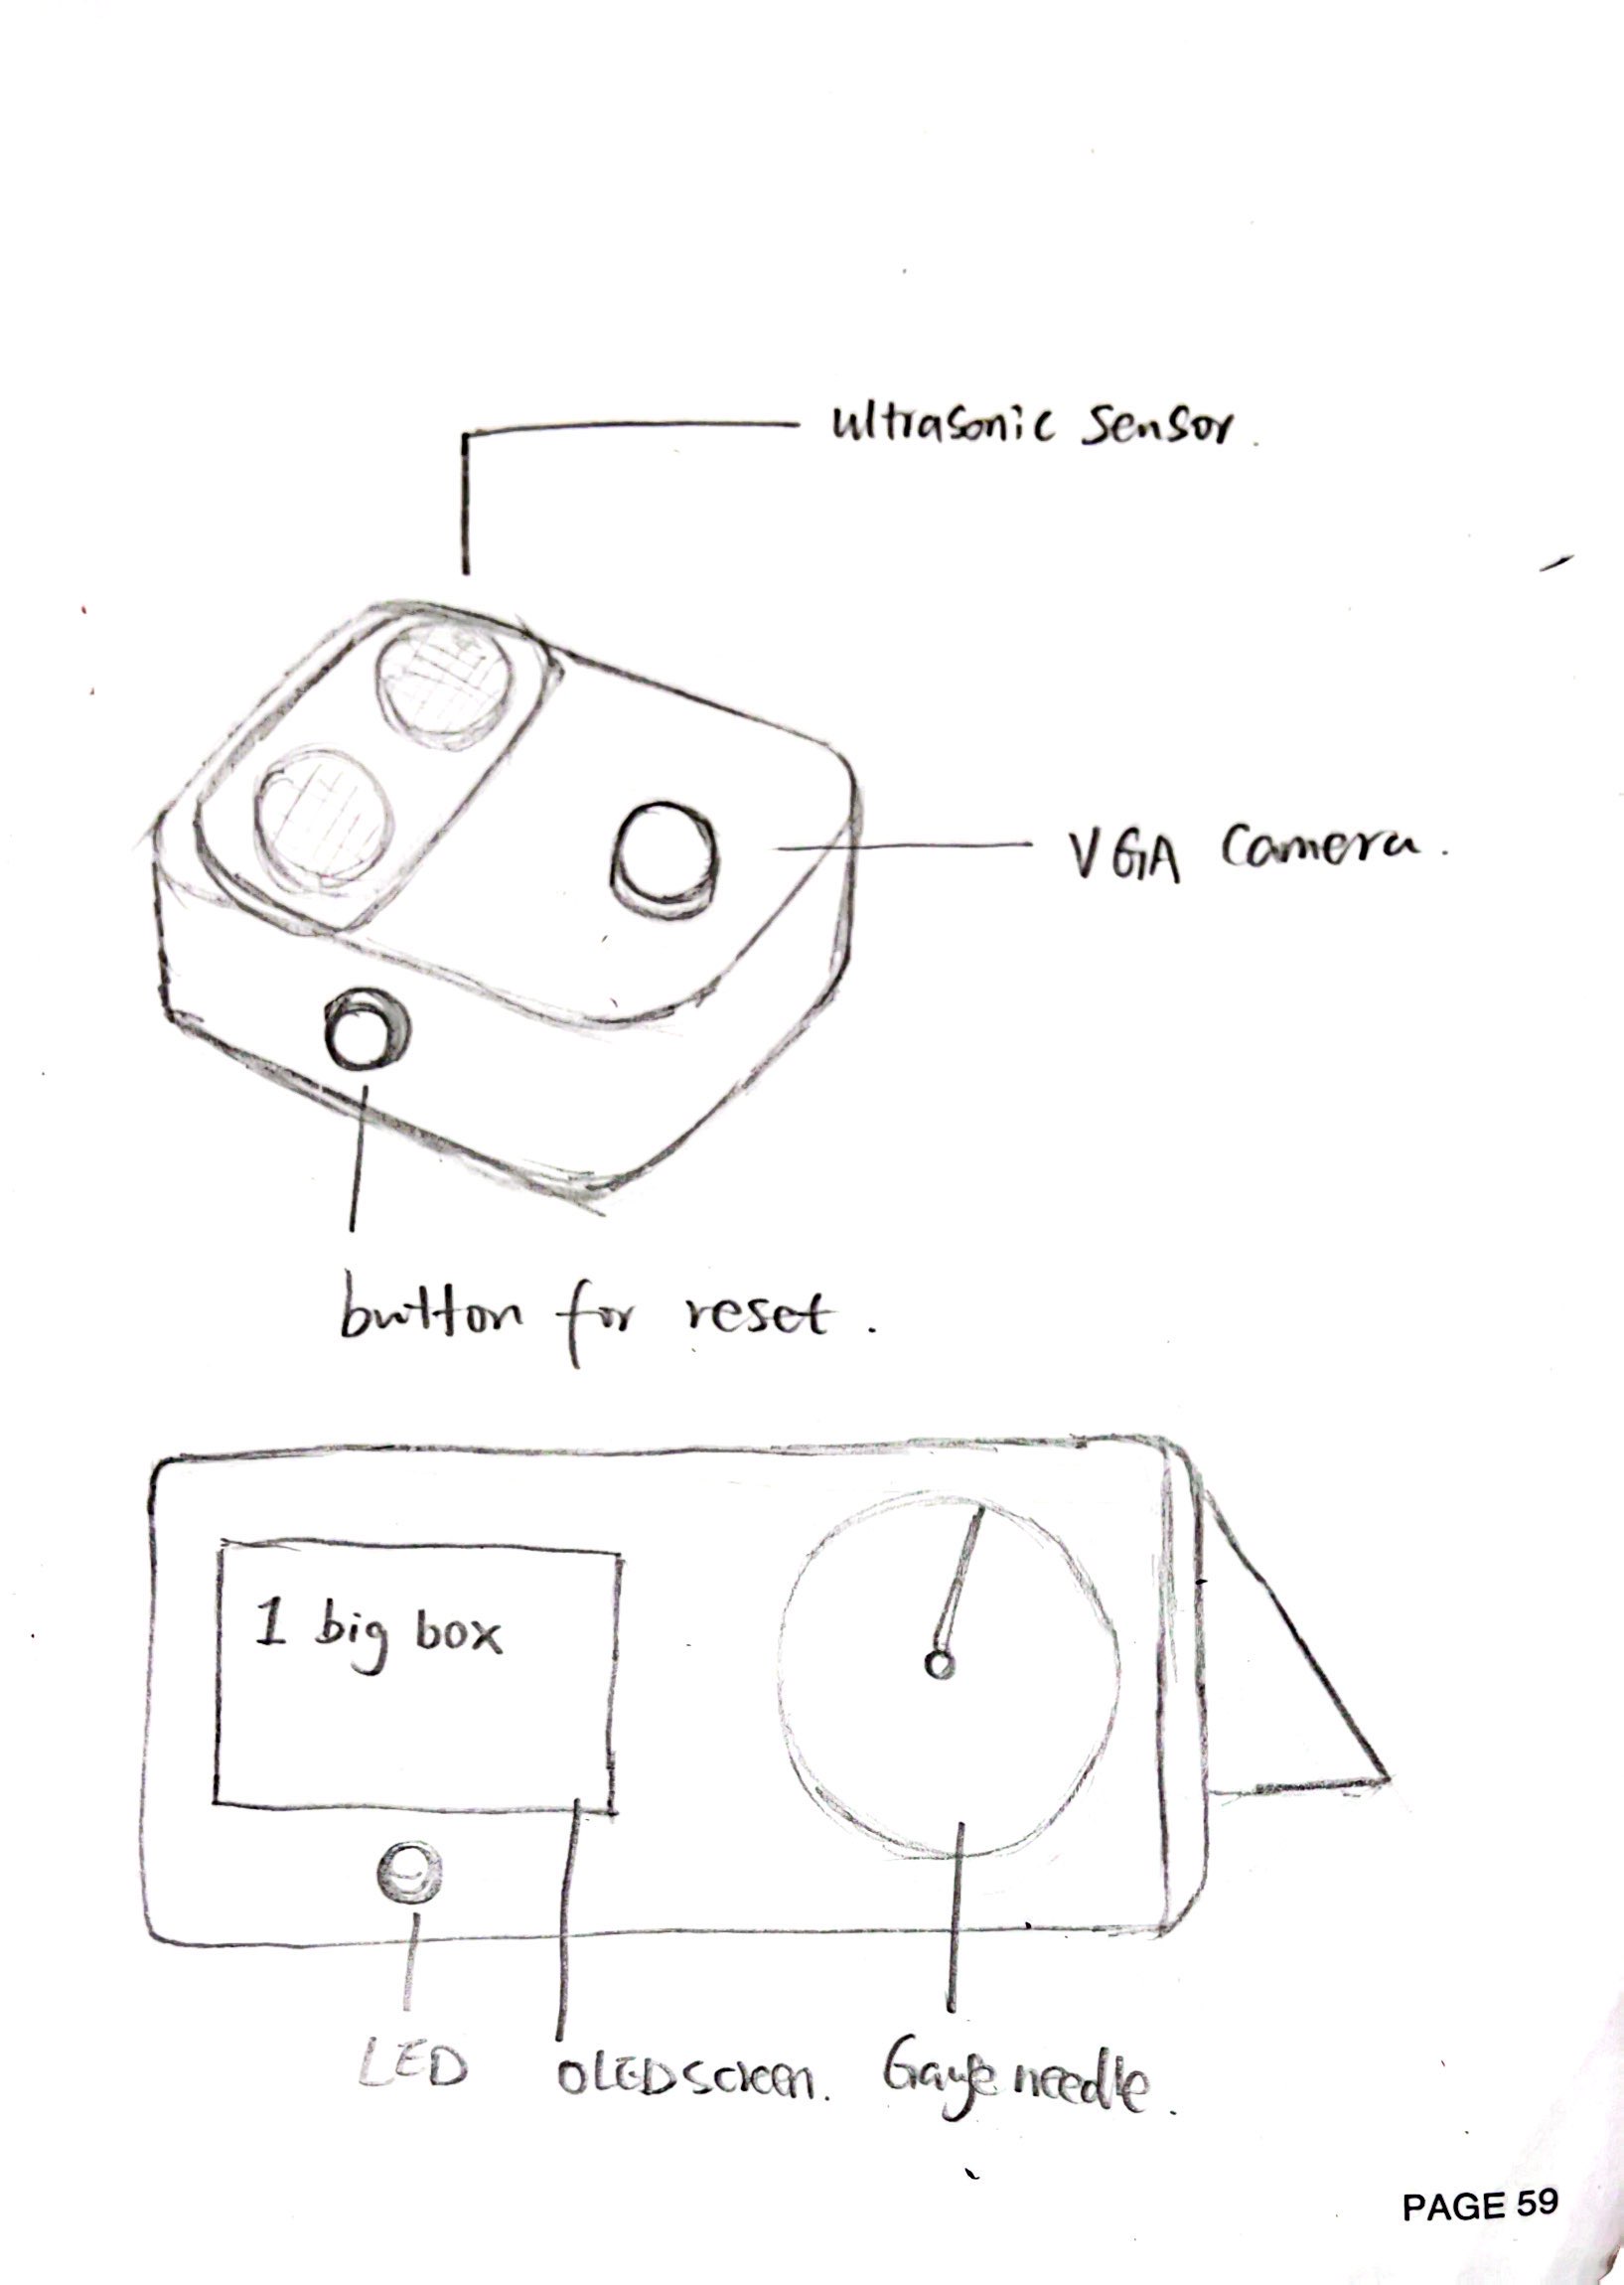 ultrasonic sensor.
VGA Camera.
button for reset.
1 big box
LED
OLED screen.
Gauge needle.
PAGE 59